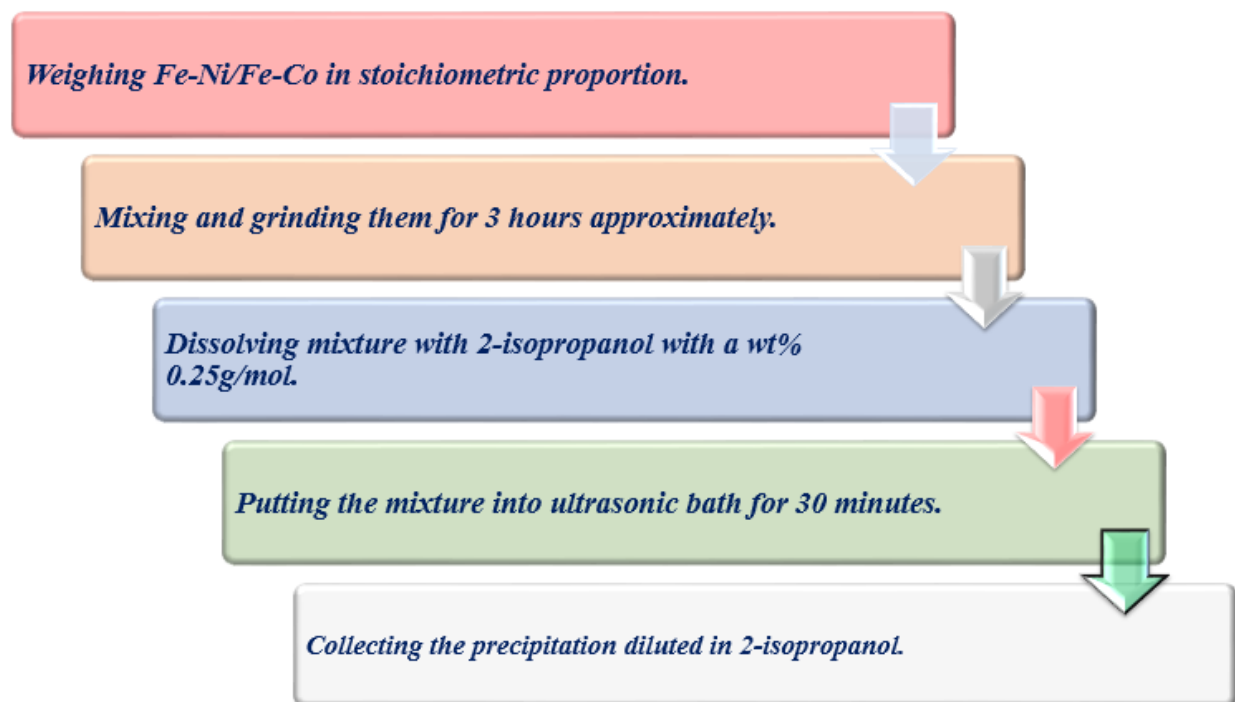 Weighing Fe-Ni/Fe-Co in stoichiometric proportion.
Mixing and grinding them for 3 hours approximately.
Dissolving mixture with 2-isopropanol with a wt%
0.25g/mol.
Putting the mixture into ultrasonic bath for 30 minutes.
Collecting the precipitation diluted in 2-isopropanol.